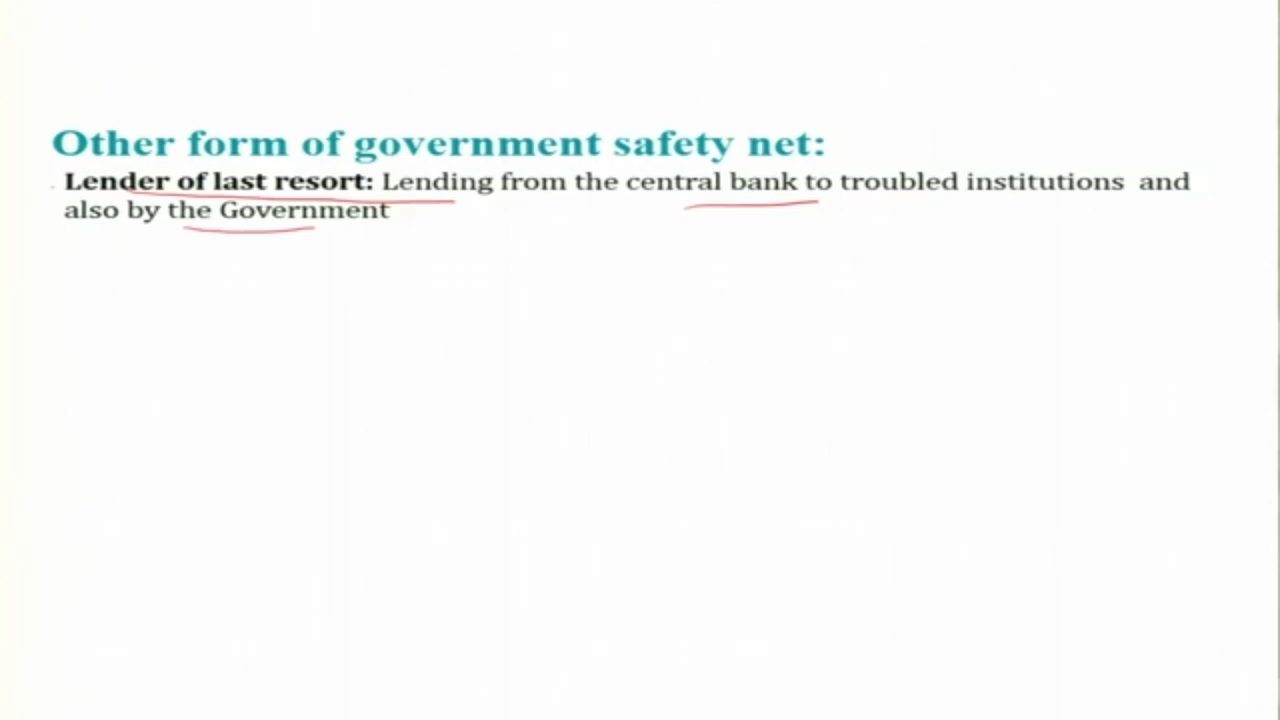 Other form of government safety net:
Lender of last resort: Lending from the central bank to troubled institutions and
also by the Government